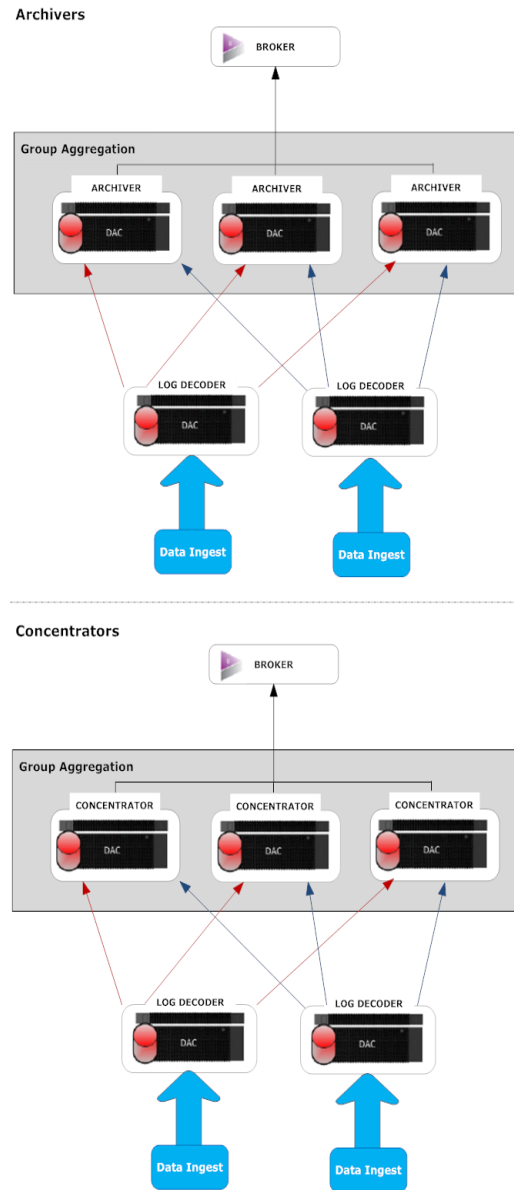 Archivers
BROKER
Group Aggregation
ARCHIVER
ARCHIVER
ARCHIVER
DAC
DAC
DAC
LOG DECODER
LOG DECODER
DAC
DAC
Data Ingest
Data Ingest
Concentrators
BROKER
Group Aggregation
CONCENTRATOR
CONCENTRATOR
CONCENTRATOR
DAC
DAC
DAC
LOG DECODER
LOG DECODER
DAC
DAC
Data Ingest
Data Ingest